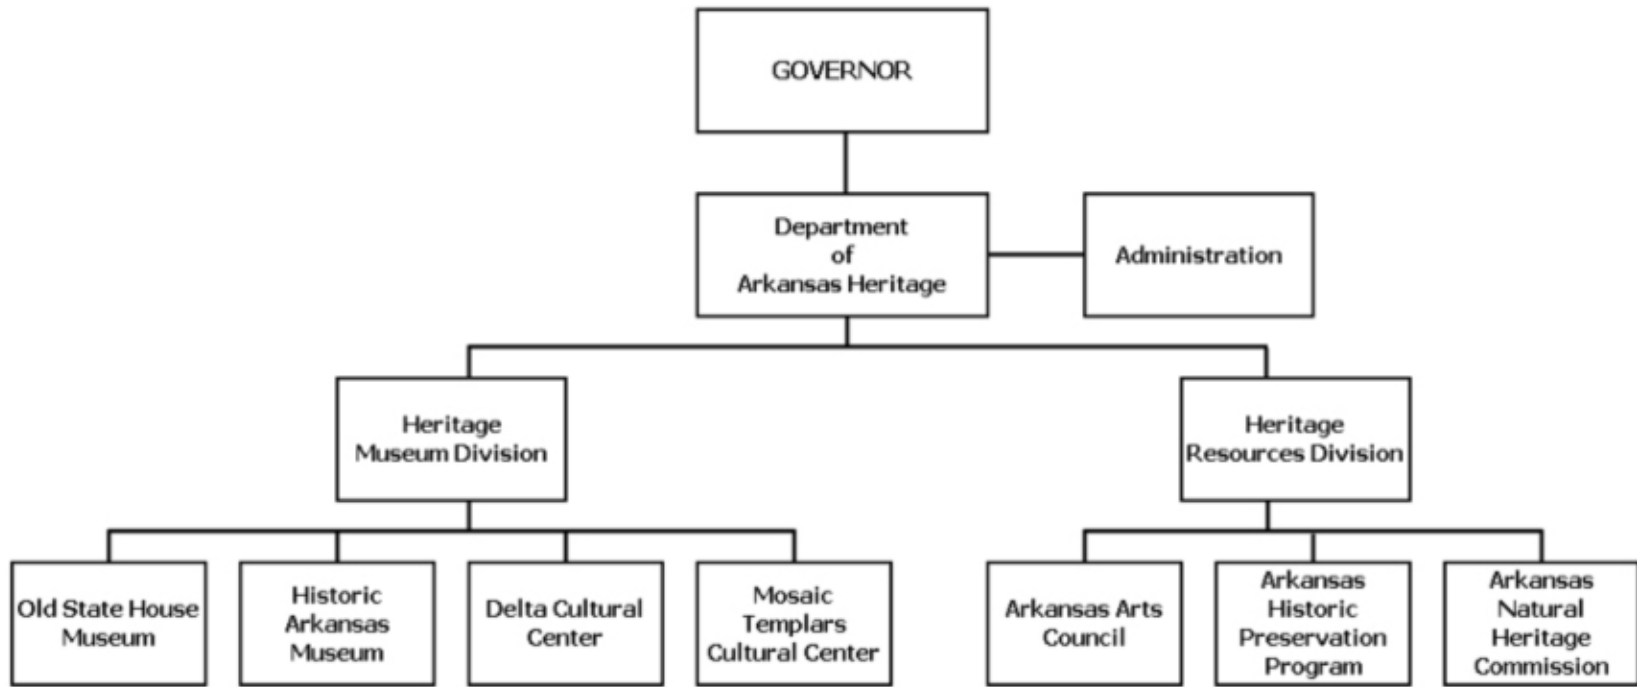 GOVERNOR
Department
of
Arkansas Heritage
Administration
Heritage
Museum Division
Heritage
Resources Division
Old State House
Museum
Historic
Arkansas
Museum
Delta Cultural
Center
Mosaic
Templars
Cultural Center
Arkansas Arts
Council
Arkansas
Historic
Preservation
Program
Arkansas
Natural
Heritage
Commission